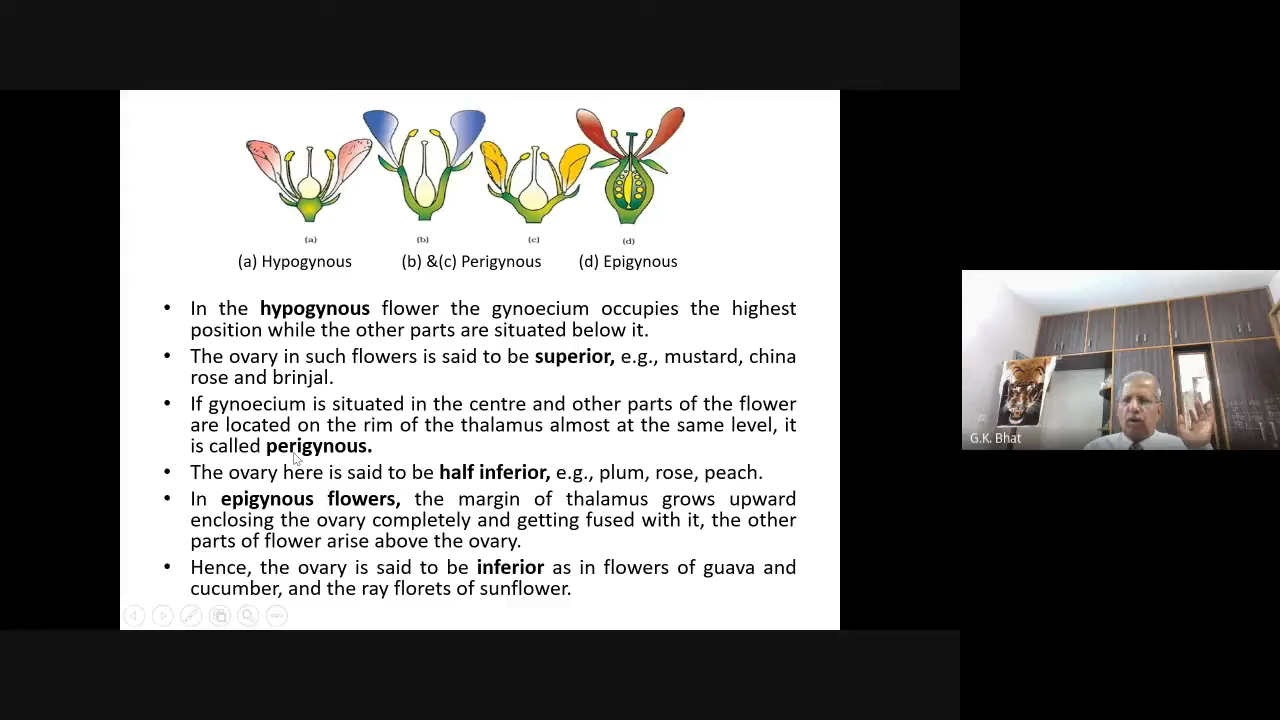 (a) (b) (c) (d)
(a) Hypogynous (b) &(c) Perigynous (d) Epigynous
• In the hypogynous flower the gynoecium occupies the highest
position while the other parts are situated below it.
• The ovary in such flowers is said to be superior, e.g., mustard, china
rose and brinjal.
• If gynoecium is situated in the centre and other parts of the flower
are located on the rim of the thalamus almost at the same level, it
is called perigynous.
• The ovary here is said to be half inferior, e.g., plum, rose, peach.
• In epigynous flowers, the margin of thalamus grows upward
enclosing the ovary completely and getting fused with it, the other
parts of flower arise above the ovary.
• Hence, the ovary is said to be inferior as in flowers of guava and
cucumber, and the ray florets of sunflower.
G.K. Bhat